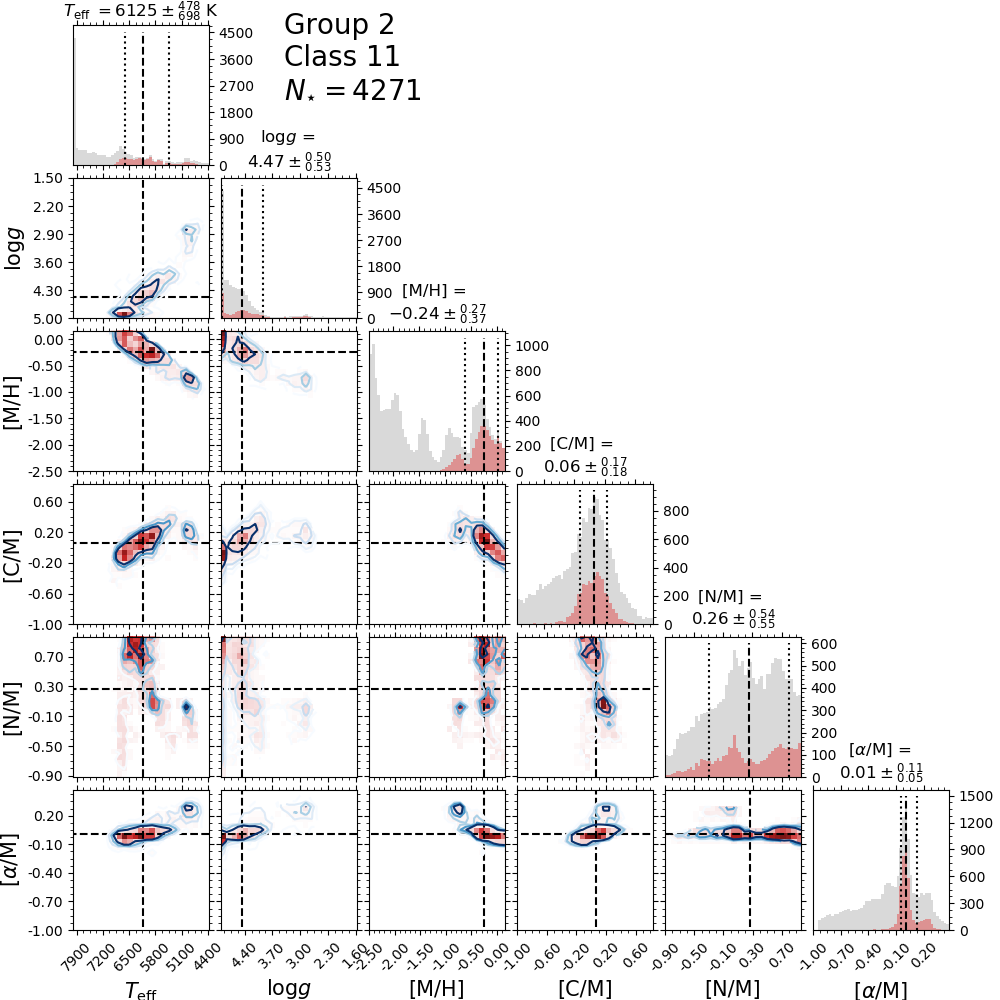 T_eff = 6125 ± 478 698 K
Group 2
Class 11
N⋆ = 4271
4500
3600
2700
1800
900
0
log g =
4.47 ± 0.50 0.53
log g
1.50
2.20
2.90
3.60
4.30
5.00
4500
3600
2700
1800
900
0
[M/H] =
−0.24 ± 0.27 0.37
[M/H]
0.00
-0.50
-1.00
-1.50
-2.00
-2.50
1000
800
600
400
200
0
[C/M] =
0.06 ± 0.17 0.18
[C/M]
0.60
0.20
-0.20
-0.60
-1.00
800
600
400
200
0
[N/M] =
0.26 ± 0.54 0.55
[N/M]
0.70
0.30
-0.10
-0.50
-0.90
600
500
400
300
200
100
0
[α/M] =
0.01 ± 0.11 0.05
[α/M]
0.20
-0.10
-0.40
-0.70
-1.00
1500
1200
900
600
300
0
7900 7200 6500 5800 5100 4400
4.40 3.70 3.00 2.30 1.60
-2.50 -2.00 -1.50 -1.00 -0.50 0.00
-1.00 -0.60 -0.20 0.20 0.60
-0.90 -0.50 -0.10 0.30 0.70
-1.00 -0.70 -0.40 -0.10 0.20
T_eff log g [M/H] [C/M] [N/M] [α/M]